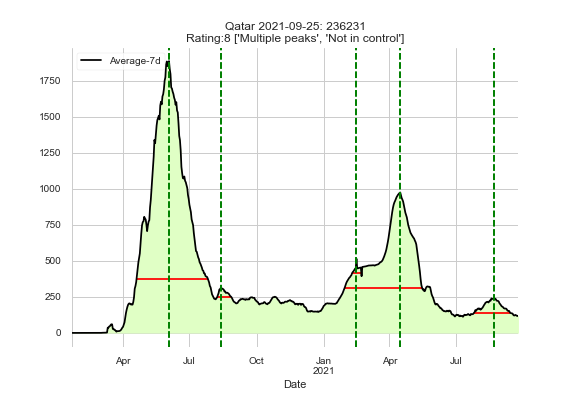 Qatar 2021-09-25: 236231
Rating:8 ['Multiple peaks', 'Not in control']
Average-7d
1750
1500
1250
1000
750
500
250
0
Apr Jul Oct Jan Apr Jul
2021
Date